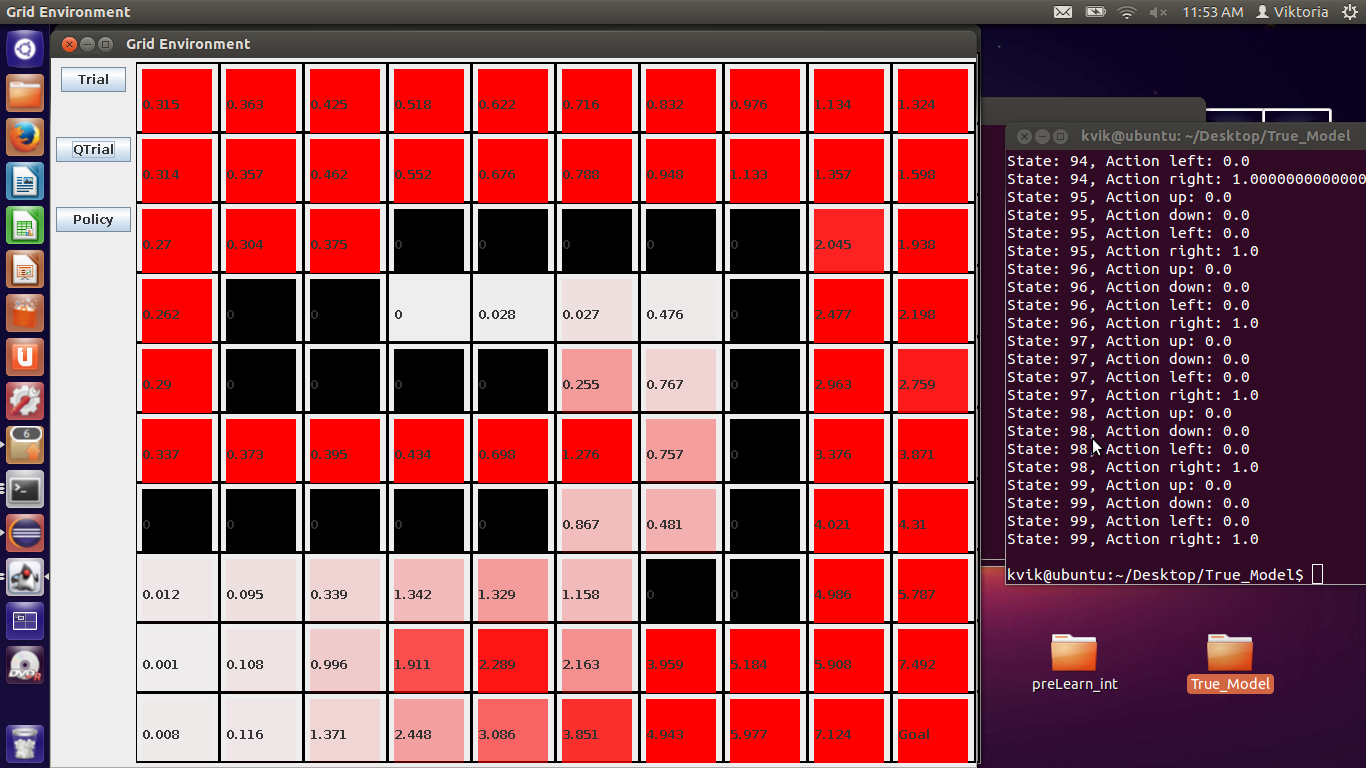 Grid Environment 11:53 AM Viktoria
Grid Environment
Trial
QTrial
Policy
0.315 0.363 0.425 0.518 0.622 0.716 0.832 0.976 1.134 1.324
0.314 0.357 0.462 0.552 0.676 0.788 0.948 1.133 1.357 1.598
0.27 0.304 0.375 0 0 0 0 0 2.045 1.938
0.262 0 0 0 0.028 0.027 0.476 0 2.477 2.198
0.29 0 0 0 0 0.255 0.767 0 2.963 2.759
0.337 0.373 0.395 0.434 0.698 1.276 0.757 0 3.376 3.871
0 0 0 0 0 0.867 0.481 0 4.021 4.31
0.012 0.095 0.339 1.342 1.329 1.158 0 0 4.986 5.787
0.001 0.108 0.996 1.911 2.289 2.163 3.959 5.184 5.908 7.492
0.008 0.116 1.371 2.448 3.086 3.851 4.943 5.977 7.124 Goal
kvik@ubuntu: ~/Desktop/True_Model
State: 94, Action left: 0.0
State: 94, Action right: 1.0000000000000
State: 95, Action up: 0.0
State: 95, Action down: 0.0
State: 95, Action left: 0.0
State: 95, Action right: 1.0
State: 96, Action up: 0.0
State: 96, Action down: 0.0
State: 96, Action left: 0.0
State: 96, Action right: 1.0
State: 97, Action up: 0.0
State: 97, Action down: 0.0
State: 97, Action left: 0.0
State: 97, Action right: 1.0
State: 98, Action up: 0.0
State: 98, Action down: 0.0
State: 98, Action left: 0.0
State: 98, Action right: 1.0
State: 99, Action up: 0.0
State: 99, Action down: 0.0
State: 99, Action left: 0.0
State: 99, Action right: 1.0
kvik@ubuntu:~/Desktop/True_Model$
preLearn_int
True_Model
6
DVD R